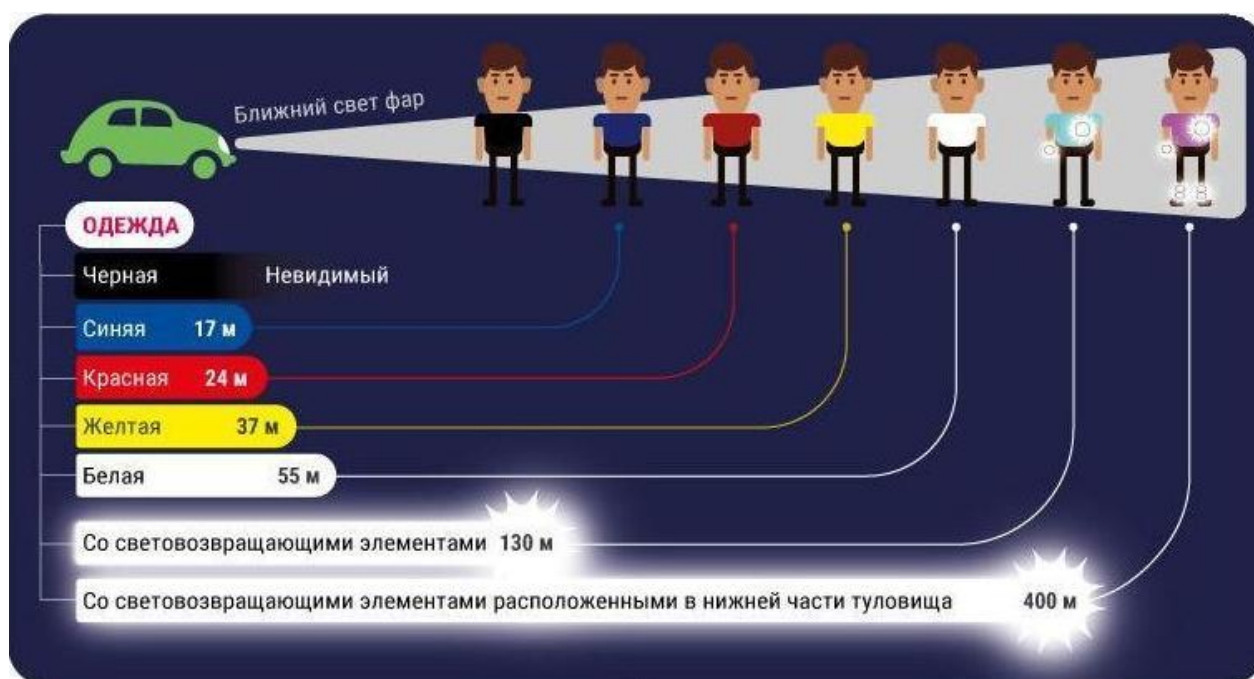 Ближний свет фар
ОДЕЖДА
Черная Невидимый
Синяя 17 м
Красная 24 м
Желтая 37 м
Белая 55 м
Со световозвращающими элементами 130 м
Со световозвращающими элементами расположенными в нижней части туловища 400 м